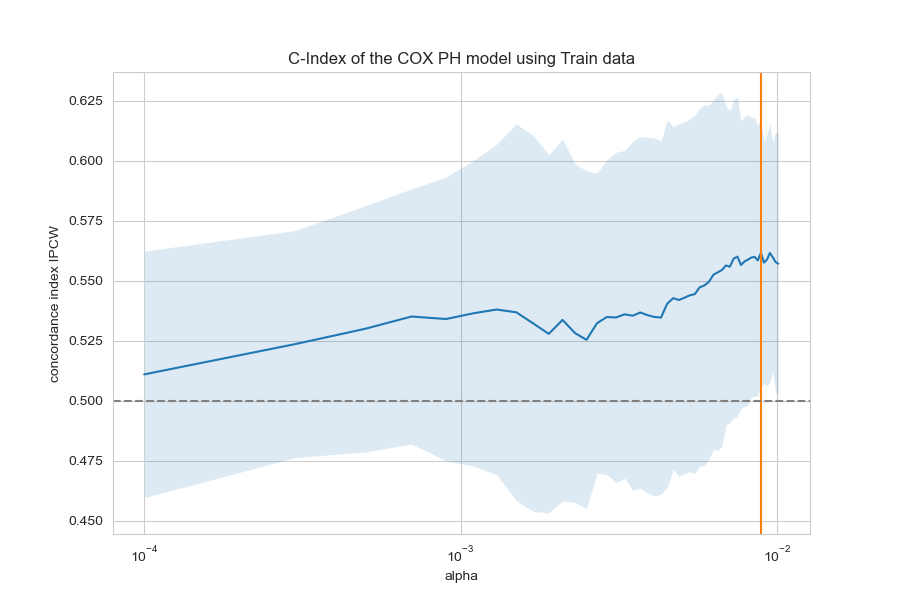 C-Index of the COX PH model using Train data
concordance index IPCW
0.625
0.600
0.575
0.550
0.525
0.500
0.475
0.450
10⁻⁴ 10⁻³ 10⁻²
alpha